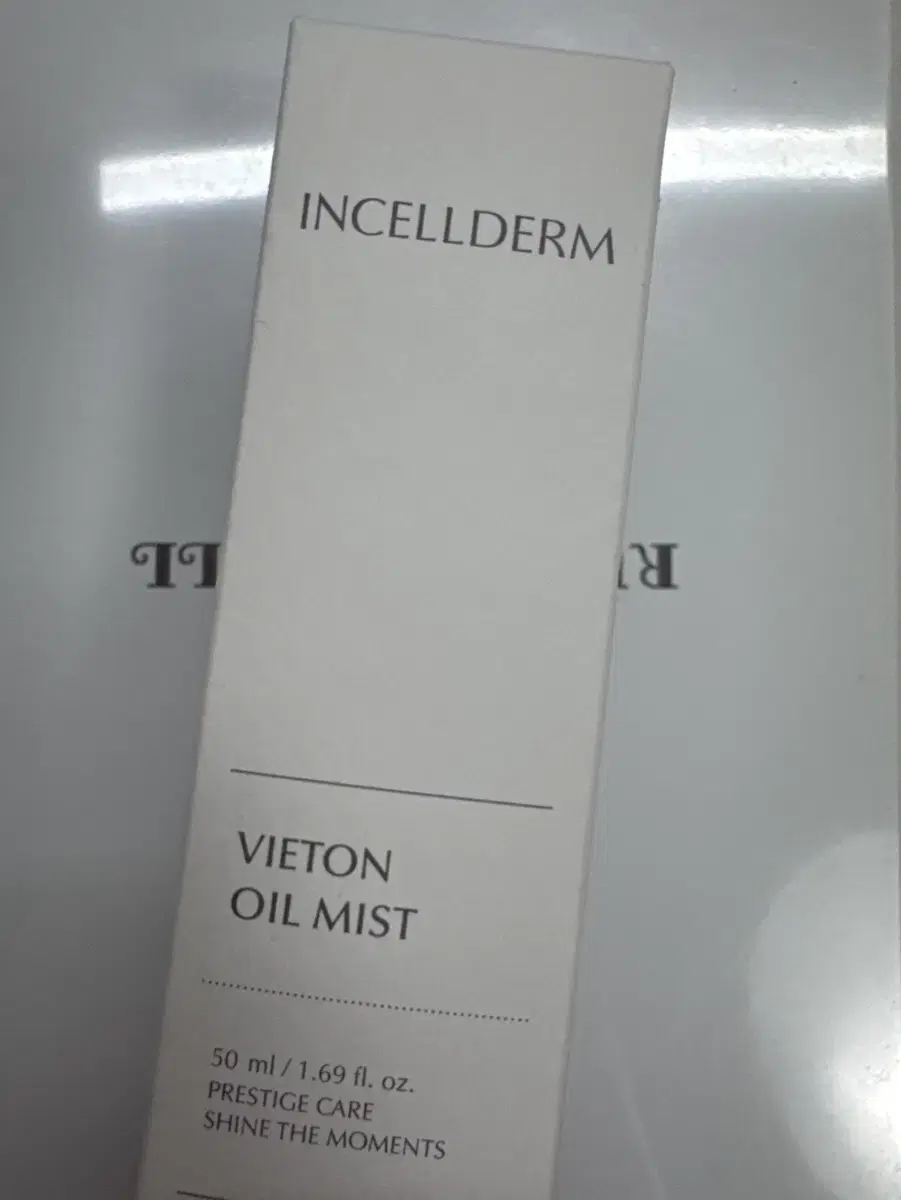 INCELLDERM
VIETON
OIL MIST
50 ml / 1.69 fl. oz.
PRESTIGE CARE
SHINE THE MOMENTS